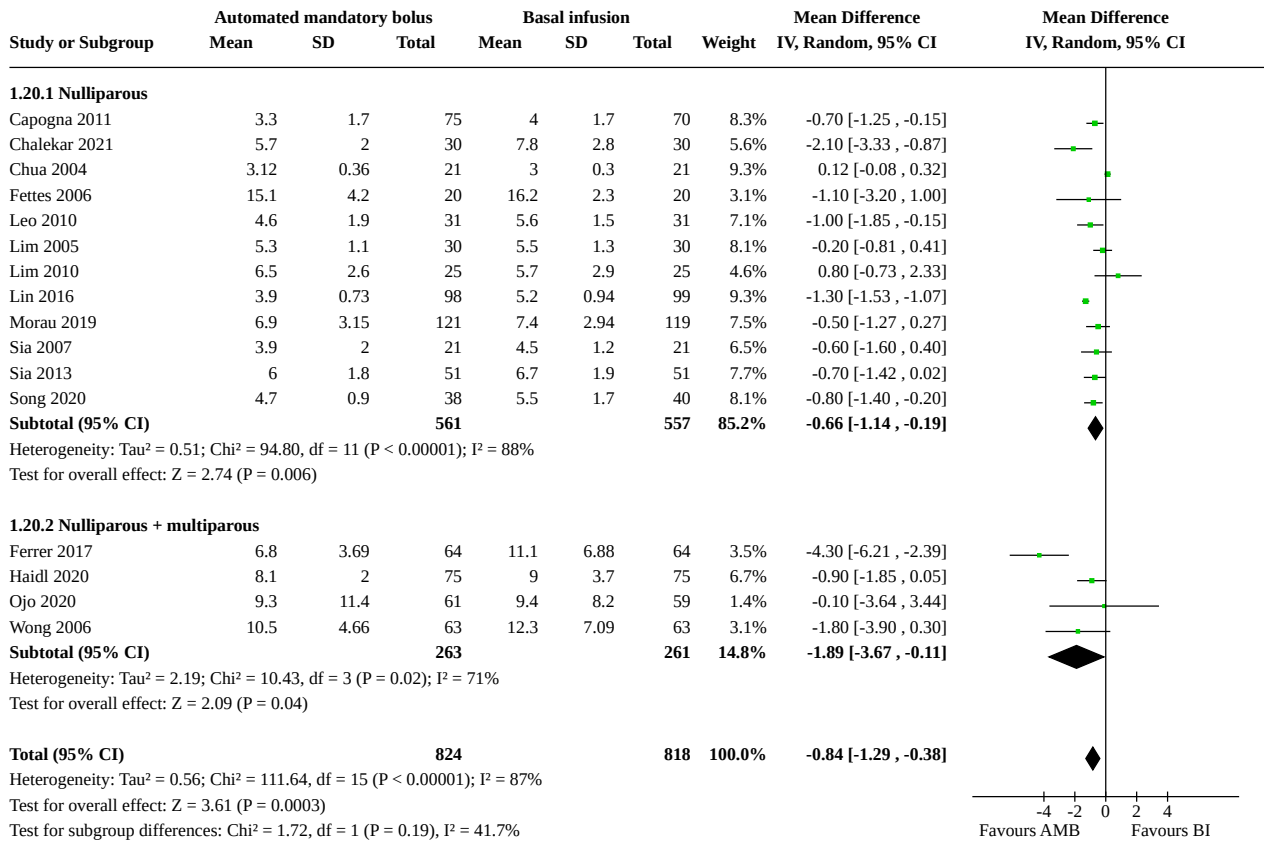 Automated mandatory bolus Basal infusion Mean Difference Mean Difference
Study or Subgroup Mean SD Total Mean SD Total Weight IV, Random, 95% CI IV, Random, 95% CI
1.20.1 Nulliparous
Capogna 2011 3.3 1.7 75 4 1.7 70 8.3% -0.70 [-1.25 , -0.15]
Chalekar 2021 5.7 2 30 7.8 2.8 30 5.6% -2.10 [-3.33 , -0.87]
Chua 2004 3.12 0.36 21 3 0.3 21 9.3% 0.12 [-0.08 , 0.32]
Fettes 2006 15.1 4.2 20 16.2 2.3 20 3.1% -1.10 [-3.20 , 1.00]
Leo 2010 4.6 1.9 31 5.6 1.5 31 7.1% -1.00 [-1.85 , -0.15]
Lim 2005 5.3 1.1 30 5.5 1.3 30 8.1% -0.20 [-0.81 , 0.41]
Lim 2010 6.5 2.6 25 5.7 2.9 25 4.6% 0.80 [-0.73 , 2.33]
Lin 2016 3.9 0.73 98 5.2 0.94 99 9.3% -1.30 [-1.53 , -1.07]
Morau 2019 6.9 3.15 121 7.4 2.94 119 7.5% -0.50 [-1.27 , 0.27]
Sia 2007 3.9 2 21 4.5 1.2 21 6.5% -0.60 [-1.60 , 0.40]
Sia 2013 6 1.8 51 6.7 1.9 51 7.7% -0.70 [-1.42 , 0.02]
Song 2020 4.7 0.9 38 5.5 1.7 40 8.1% -0.80 [-1.40 , -0.20]
Subtotal (95% CI) 561 557 85.2% -0.66 [-1.14 , -0.19]
Heterogeneity: Tau² = 0.51; Chi² = 94.80, df = 11 (P < 0.00001); I² = 88%
Test for overall effect: Z = 2.74 (P = 0.006)
1.20.2 Nulliparous + multiparous
Ferrer 2017 6.8 3.69 64 11.1 6.88 64 3.5% -4.30 [-6.21 , -2.39]
Haidl 2020 8.1 2 75 9 3.7 75 6.7% -0.90 [-1.85 , 0.05]
Ojo 2020 9.3 11.4 61 9.4 8.2 59 1.4% -0.10 [-3.64 , 3.44]
Wong 2006 10.5 4.66 63 12.3 7.09 63 3.1% -1.80 [-3.90 , 0.30]
Subtotal (95% CI) 263 261 14.8% -1.89 [-3.67 , -0.11]
Heterogeneity: Tau² = 2.19; Chi² = 10.43, df = 3 (P = 0.02); I² = 71%
Test for overall effect: Z = 2.09 (P = 0.04)
Total (95% CI) 824 818 100.0% -0.84 [-1.29 , -0.38]
Heterogeneity: Tau² = 0.56; Chi² = 111.64, df = 15 (P < 0.00001); I² = 87%
Test for overall effect: Z = 3.61 (P = 0.0003)
-4 -2 0 2 4
Test for subgroup differences: Chi² = 1.72, df = 1 (P = 0.19), I² = 41.7%
Favours AMB Favours BI